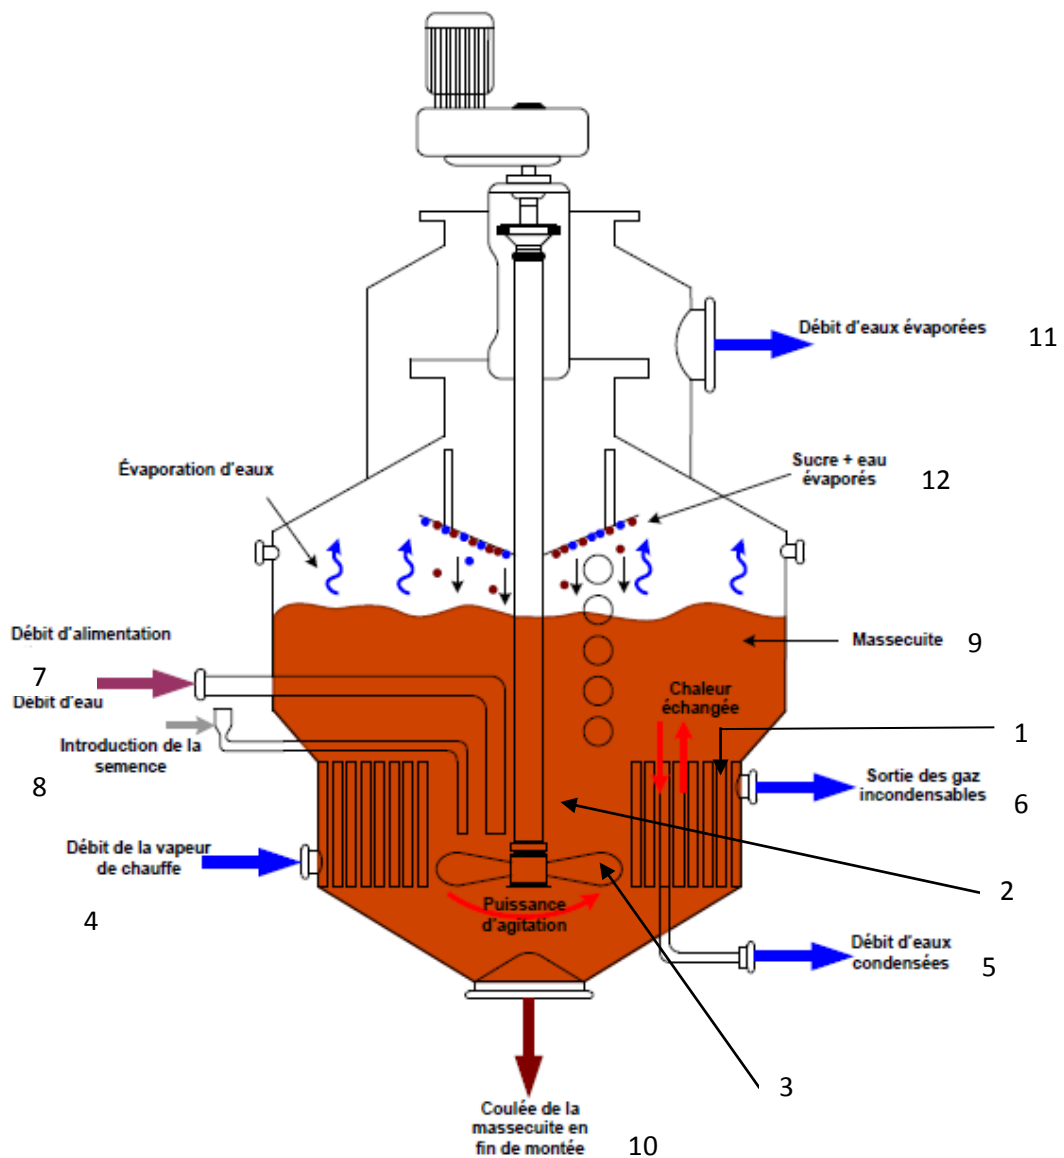 Débit d'eaux évaporées
11
Évaporation d'eaux
Sucre + eau
évaporés
12
Débit d'alimentation
7
Débit d'eau
Massecuite
9
Chaleur
échangée
1
Introduction de la
semence
8
Sortie des gaz
incondensables
6
Débit de la vapeur
de chauffe
4
2
Puissance
d'agitation
Débit d'eaux
condensées
5
3
Coulée de la
massecuite en
fin de montée
10